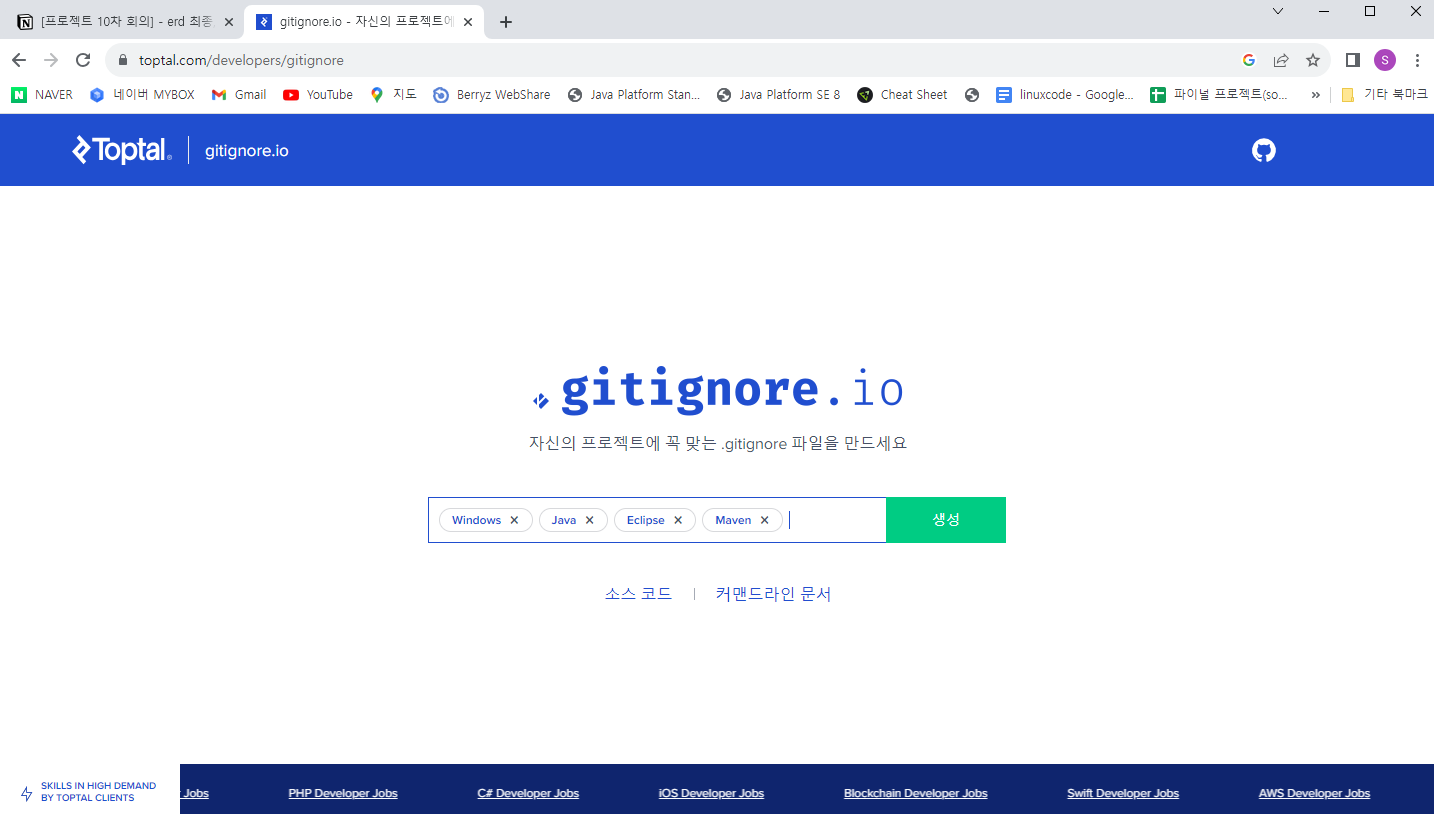 [프로젝트 10차 회의] - erd 최종
gitignore.io - 자신의 프로젝트에
toptal.com/developers/gitignore
S
NAVER
네이버 MYBOX
Gmail
YouTube
지도
Berryz WebShare
Java Platform Stan...
Java Platform SE 8
Cheat Sheet
linuxcode - Google...
파이널 프로젝트(so...
»
기타 북마크
Toptal
gitignore.io
.gitignore.io
자신의 프로젝트에 꼭 맞는 .gitignore 파일을 만드세요
Windows
Java
Eclipse
Maven
생성
소스 코드
커맨드라인 문서
SKILLS IN HIGH DEMAND
BY TOPTAL CLIENTS
Jobs
PHP Developer Jobs
C# Developer Jobs
iOS Developer Jobs
Blockchain Developer Jobs
Swift Developer Jobs
AWS Developer Jobs